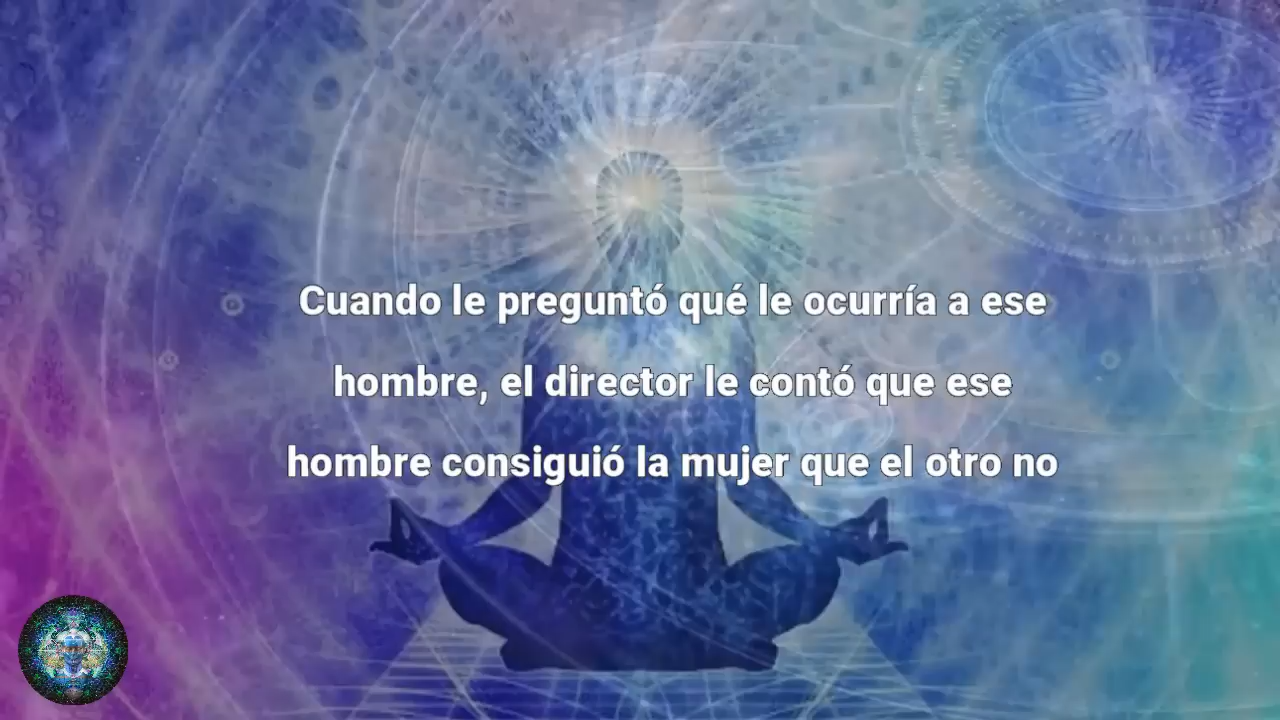 Cuando le preguntó qué le ocurría a ese
hombre, el director le contó que ese
hombre consiguió la mujer que el otro no